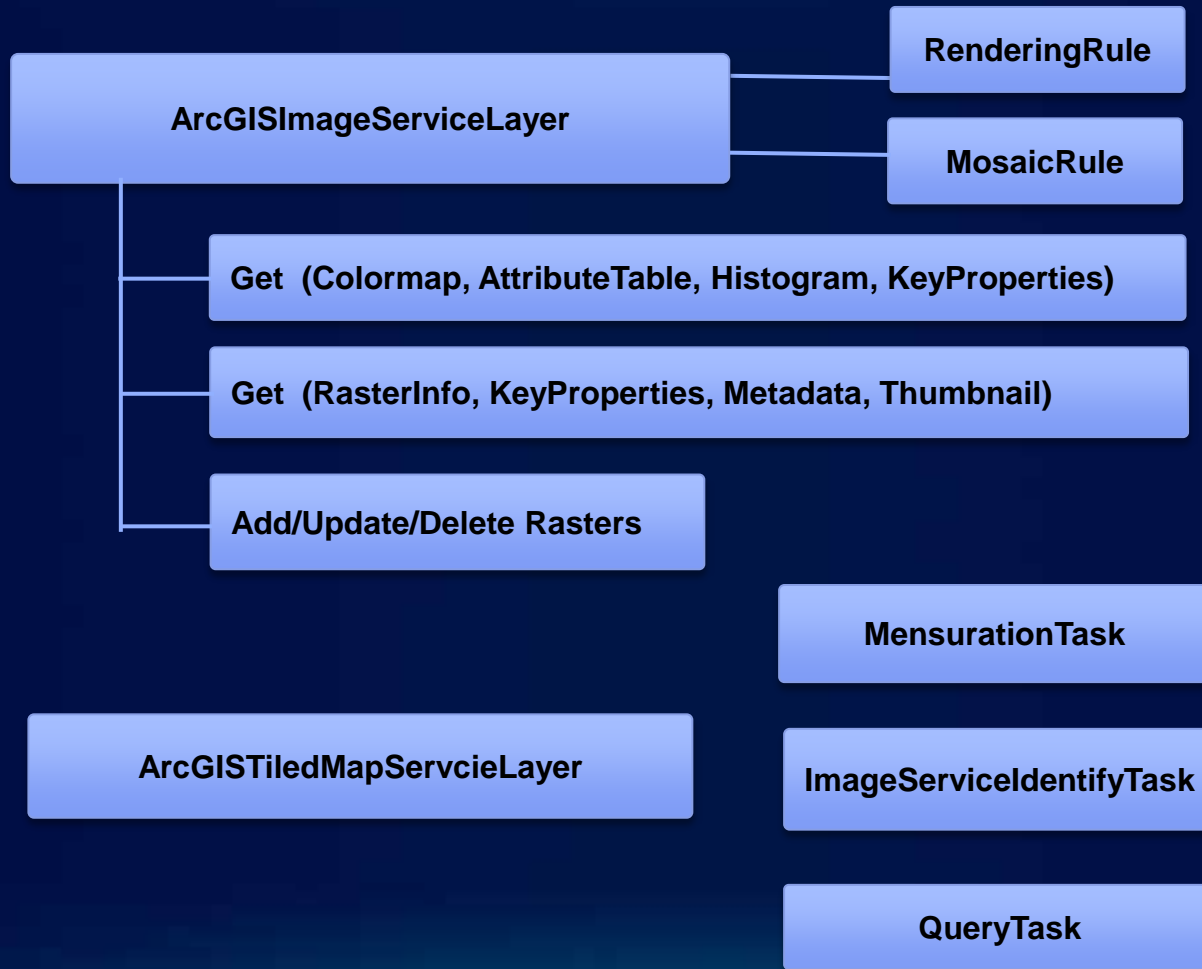 RenderingRule
ArcGISImageServiceLayer
MosaicRule
Get (Colormap, AttributeTable, Histogram, KeyProperties)
Get (RasterInfo, KeyProperties, Metadata, Thumbnail)
Add/Update/Delete Rasters
MensurationTask
ArcGISTiledMapServcieLayer
ImageServiceIdentifyTask
QueryTask